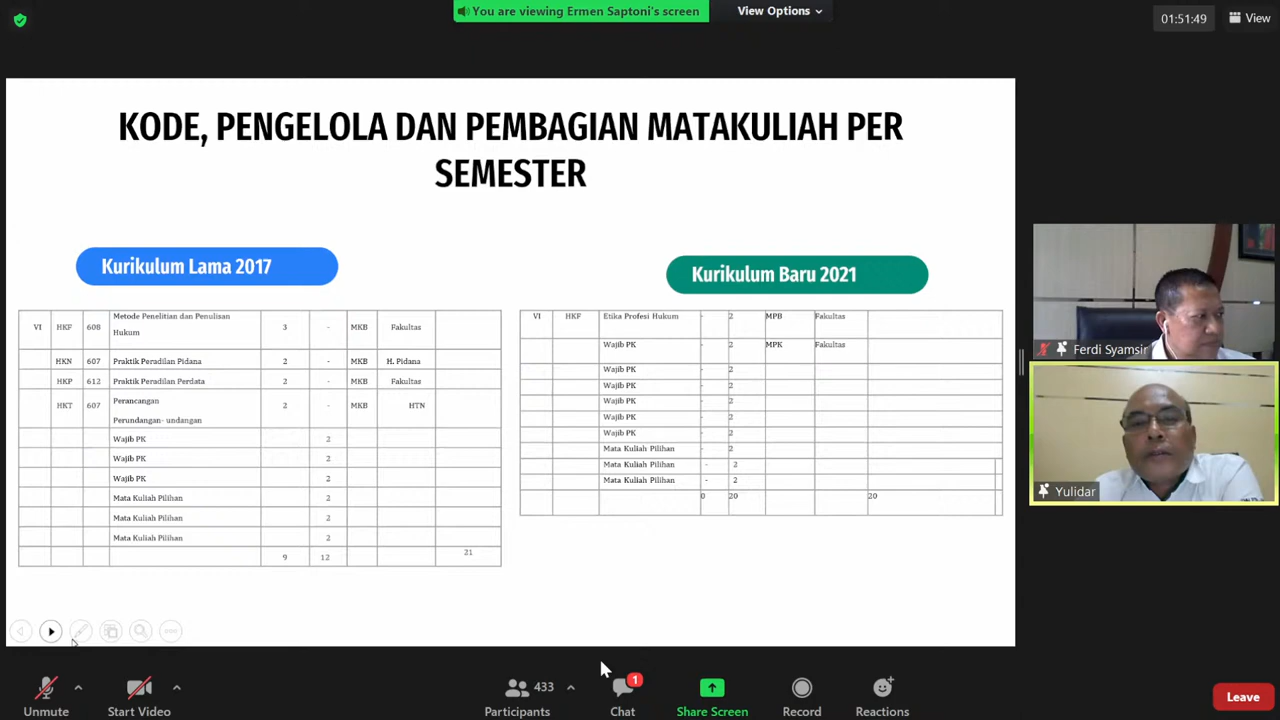 You are viewing Ermen Saptoni's screen
View Options
01:51:49
View
KODE, PENGELOLA DAN PEMBAGIAN MATAKULIAH PER
SEMESTER
Kurikulum Lama 2017
VI HKF 608 Metode Penelitian dan Penulisan Hukum 3 - MKB Fakultas
HKN 607 Praktik Peradilan Pidana 2 - MKB H. Pidana
HKP 612 Praktik Peradilan Perdata 2 - MKB Fakultas
HKT 607 Perancangan Perundangan- undangan 2 - MKB HTN
Wajib PK 2
Wajib PK 2
Wajib PK 2
Mata Kuliah Pilihan 2
Mata Kuliah Pilihan 2
Mata Kuliah Pilihan 2
9 12 21
Kurikulum Baru 2021
VI HKF Etika Profesi Hukum - 2 MPB Fakultas
Wajib PK - 2 MPK Fakultas
Wajib PK - 2
Wajib PK - 2
Wajib PK - 2
Wajib PK - 2
Wajib PK - 2
Mata Kuliah Pilihan - 2
Mata Kuliah Pilihan - 2
Mata Kuliah Pilihan - 2
0 20 20
Ferdi Syamsir
Yulidar
Unmute
Start Video
433
Participants
1
Chat
Share Screen
Record
Reactions
Leave